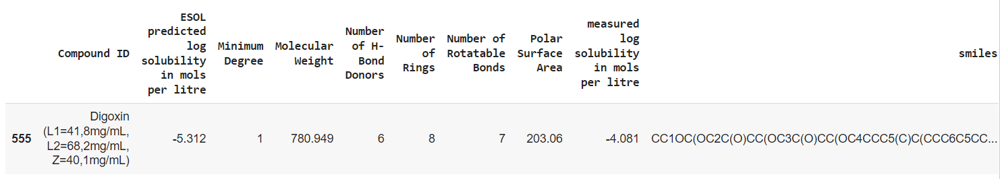 Compound ID
ESOL
predicted
log
solubility
in mols
per litre
Minimum
Degree
Molecular
Weight
Number
of H-
Bond
Donors
Number
of
Rings
Number of
Rotatable
Bonds
Polar
Surface
Area
measured
log
solubility
in mols
per litre
smiles
555
Digoxin
(L1=41,8mg/mL,
L2=68,2mg/mL,
Z=40,1mg/mL)
-5.312
1
780.949
6
8
7
203.06
-4.081
CC1OC(OC2C(O)CC(OC3C(O)CC(OC4CCC5(C)C(CCC6C5CC...